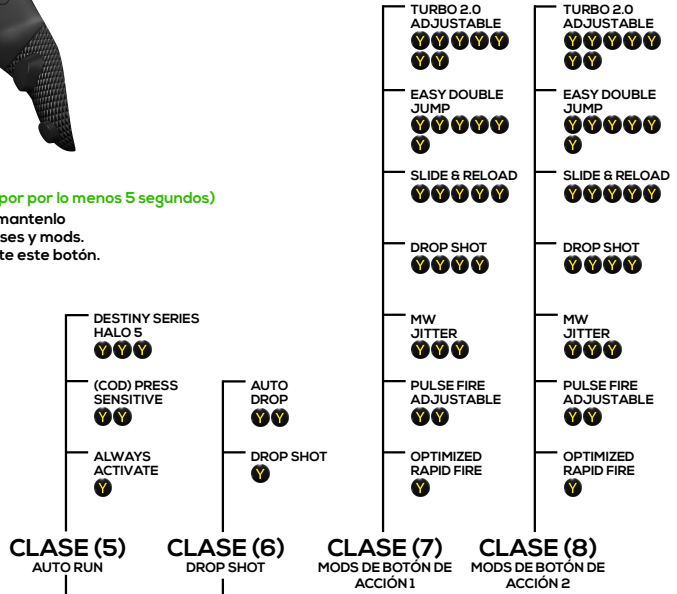 por por lo menos 5 segundos)
mantenlo
ses y mods.
te este botón.
DESTINY SERIES
HALO 5
Y Y Y
(COD) PRESS
SENSITIVE
Y Y
ALWAYS
ACTIVATE
Y
CLASE (5)
AUTO RUN
AUTO
DROP
Y Y
DROP SHOT
Y
CLASE (6)
DROP SHOT
TURBO 2.0
ADJUSTABLE
Y Y Y Y Y
Y Y
EASY DOUBLE
JUMP
Y Y Y Y Y
Y
SLIDE & RELOAD
Y Y Y Y Y
DROP SHOT
Y Y Y Y
MW
JITTER
Y Y Y
PULSE FIRE
ADJUSTABLE
Y Y
OPTIMIZED
RAPID FIRE
Y
CLASE (7)
MODS DE BOTÓN DE
ACCIÓN 1
TURBO 2.0
ADJUSTABLE
Y Y Y Y Y
Y Y
EASY DOUBLE
JUMP
Y Y Y Y Y
Y
SLIDE & RELOAD
Y Y Y Y Y
DROP SHOT
Y Y Y Y
MW
JITTER
Y Y Y
PULSE FIRE
ADJUSTABLE
Y Y
OPTIMIZED
RAPID FIRE
Y
CLASE (8)
MODS DE BOTÓN DE
ACCIÓN 2